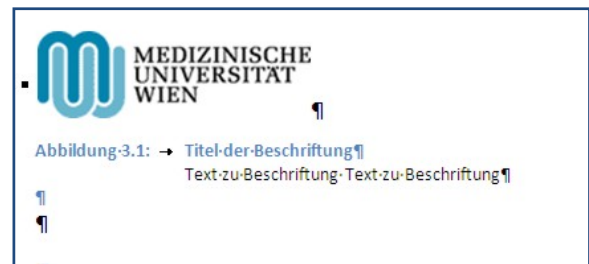 MEDIZINISCHE
UNIVERSITÄT
WIEN
¶
Abbildung·3.1: → Titel·der·Beschriftung¶
Text·zu·Beschriftung·Text·zu·Beschriftung¶
¶
¶